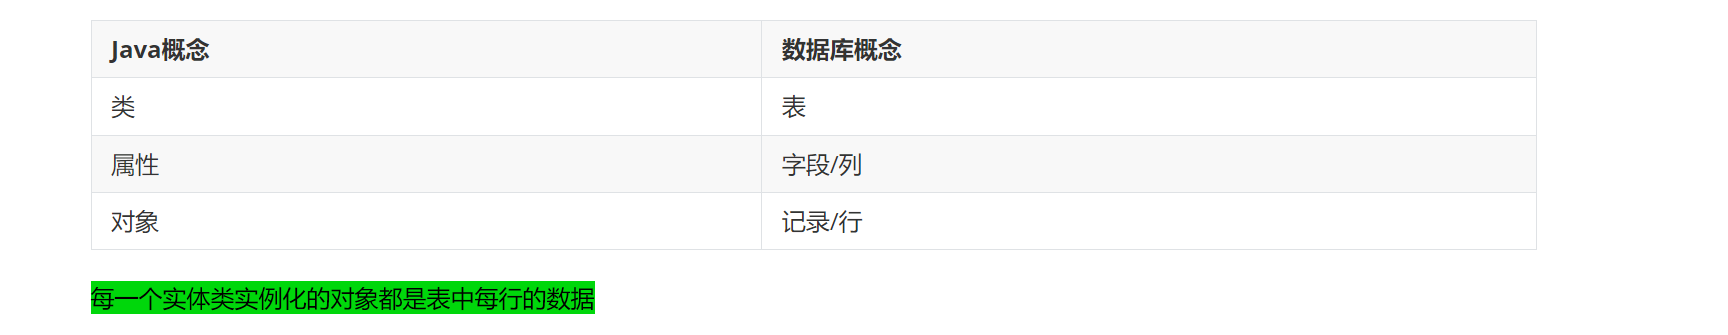 Java概念 数据库概念
类 表
属性 字段/列
对象 记录/行
每一个实体类实例化的对象都是表中每行的数据